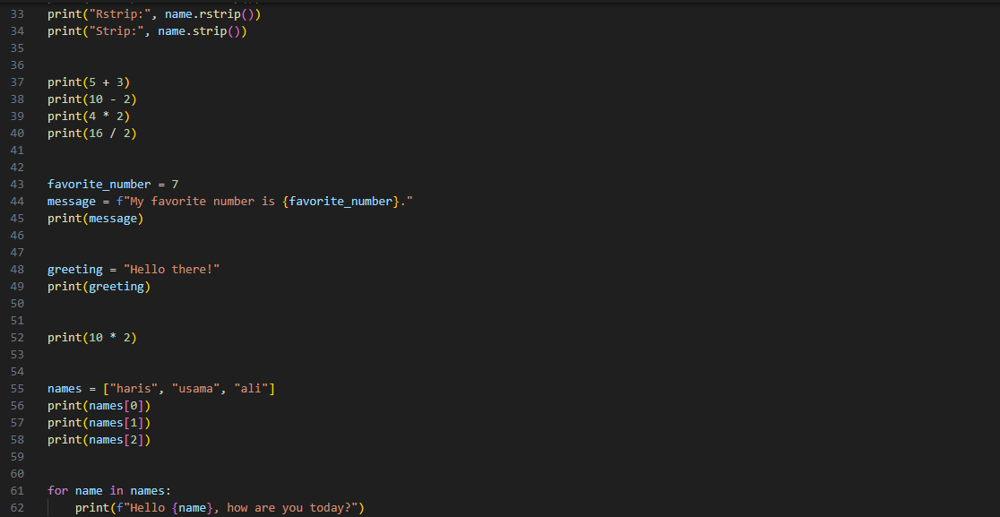 33 print("Rstrip:", name.rstrip())
34 print("Strip:", name.strip())
35
36
37 print(5 + 3)
38 print(10 - 2)
39 print(4 * 2)
40 print(16 / 2)
41
42
43 favorite_number = 7
44 message = f"My favorite number is {favorite_number}."
45 print(message)
46
47
48 greeting = "Hello there!"
49 print(greeting)
50
51
52 print(10 * 2)
53
54
55 names = ["haris", "usama", "ali"]
56 print(names[0])
57 print(names[1])
58 print(names[2])
59
60
61 for name in names:
62     print(f"Hello {name}, how are you today?")